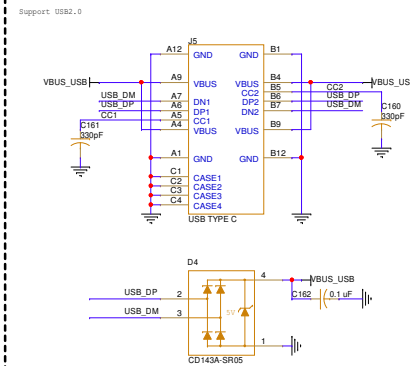 Support USB2.0
J5
A12 GND GND B1
VBUS_USB A9 VBUS VBUS B4 VBUS_US
CC2 B5 CC2
USB_DM A7 DN1 DP2 B6 USB_DP
USB_DP A6 DP1 DN2 B7 USB_DM
CC1 A5 CC1
A4 VBUS VBUS B9
C161
330pF
C160
330pF
A1 GND GND B12
C1 CASE1
C2 CASE2
C3 CASE3
C4 CASE4
USB TYPE C
D4
4 VBUS_USB
USB_DP 2
C162 0.1 uF
USB_DM 3
5V
1
CD143A-SR05